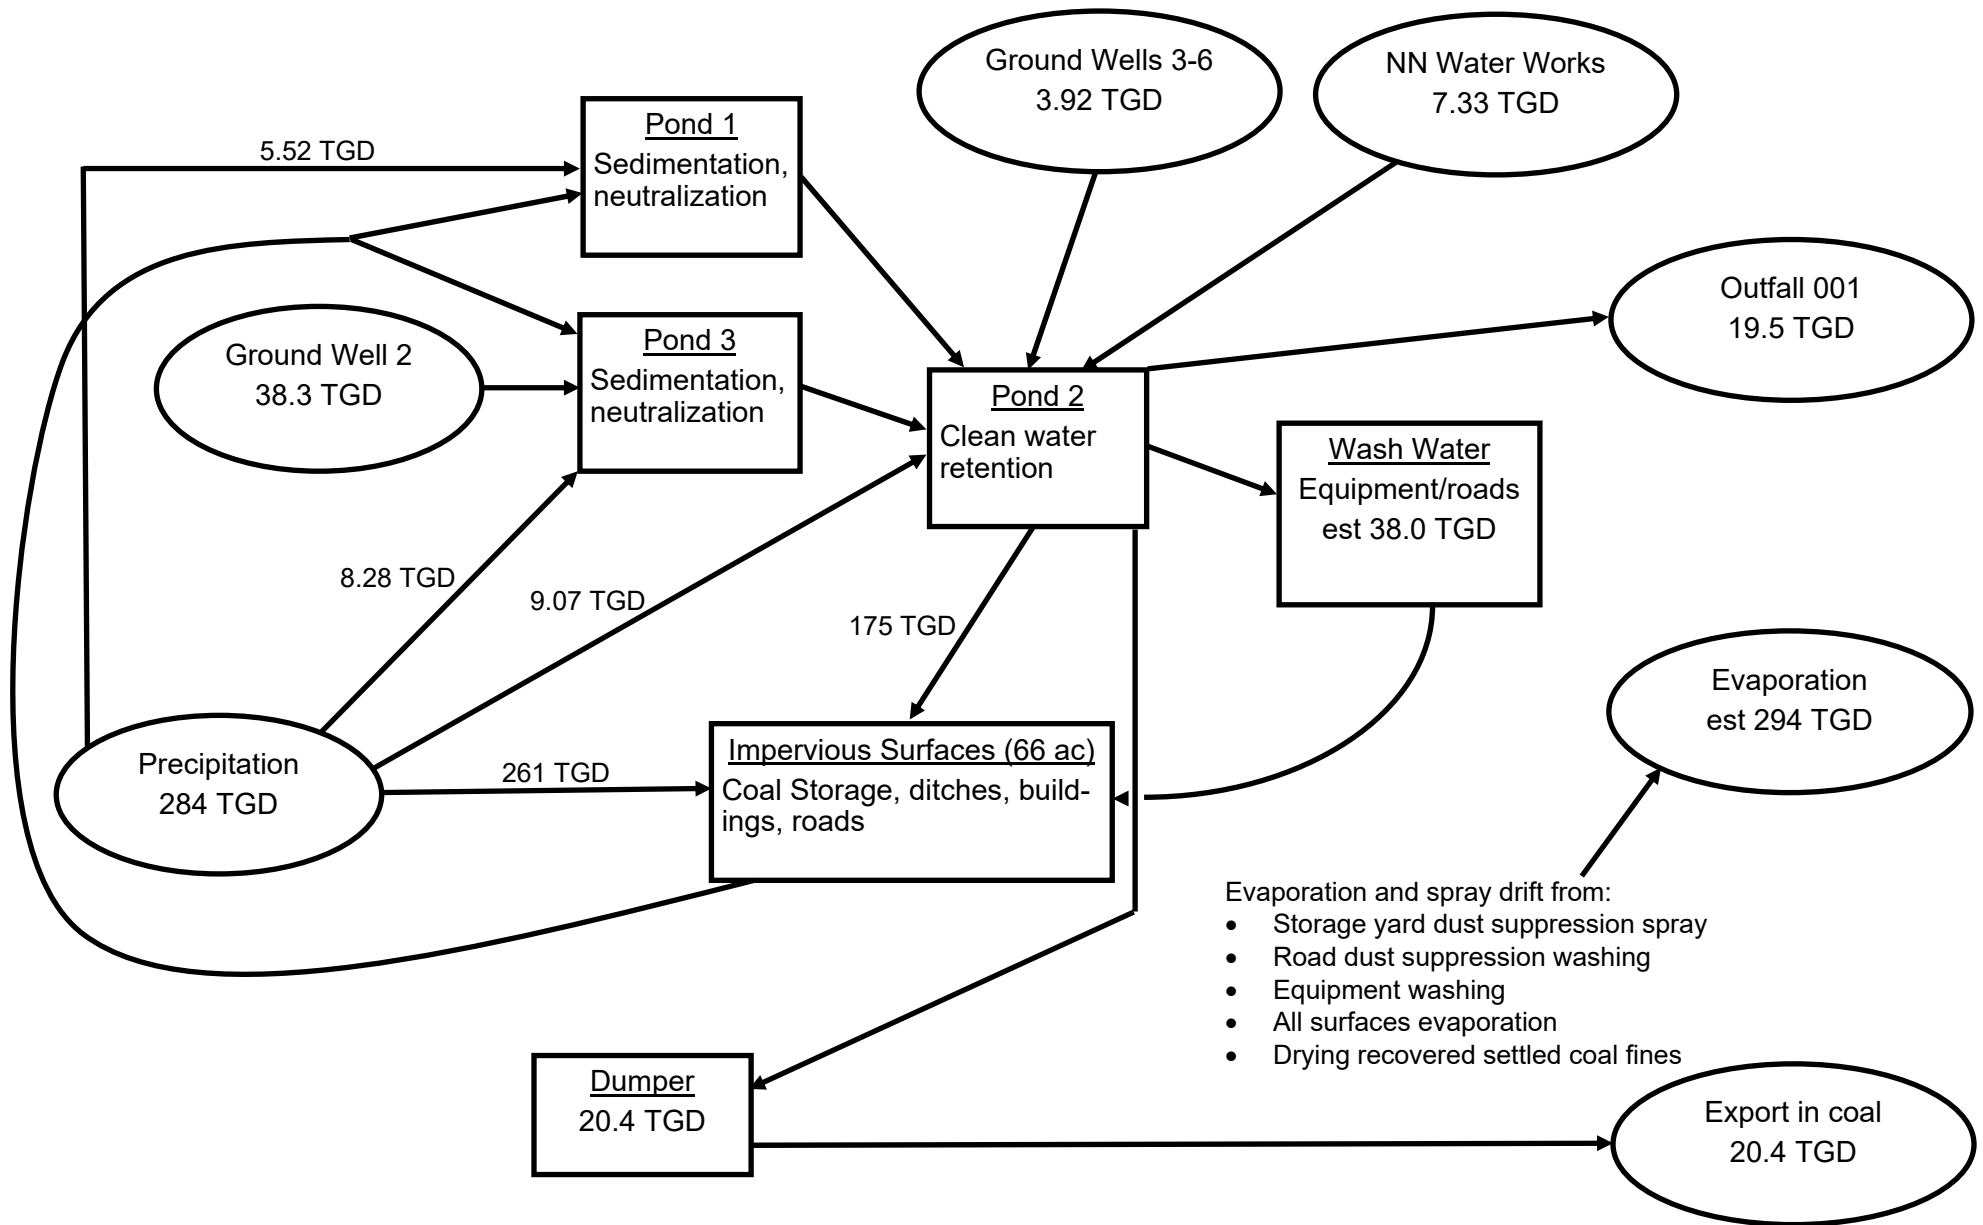 Ground Wells 3-6
3.92 TGD
NN Water Works
7.33 TGD
Pond 1
Sedimentation,
neutralization
5.52 TGD
Outfall 001
19.5 TGD
Ground Well 2
38.3 TGD
Pond 3
Sedimentation,
neutralization
Pond 2
Clean water
retention
Wash Water
Equipment/roads
est 38.0 TGD
8.28 TGD
9.07 TGD
175 TGD
Evaporation
est 294 TGD
Precipitation
284 TGD
261 TGD
Impervious Surfaces (66 ac)
Coal Storage, ditches, build-
ings, roads
Evaporation and spray drift from:
• Storage yard dust suppression spray
• Road dust suppression washing
• Equipment washing
• All surfaces evaporation
• Drying recovered settled coal fines
Dumper
20.4 TGD
Export in coal
20.4 TGD